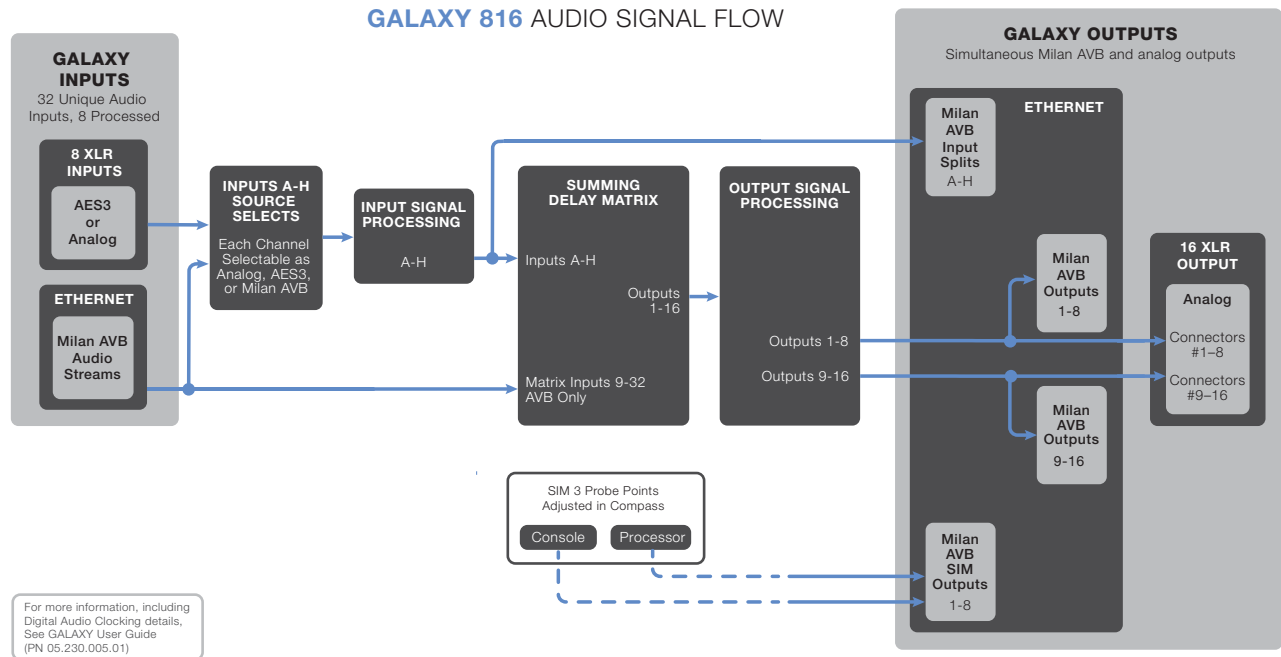 GALAXY 816 AUDIO SIGNAL FLOW
GALAXY
INPUTS
32 Unique Audio
Inputs, 8 Processed
8 XLR
INPUTS
AES3
or
Analog
ETHERNET
Milan AVB
Audio
Streams
INPUTS A-H
SOURCE
SELECTS
Each Channel
Selectable as
Analog, AES3,
or Milan AVB
INPUT SIGNAL
PROCESSING
A-H
SUMMING
DELAY MATRIX
Inputs A-H
Outputs
1-16
Matrix Inputs 9-32
AVB Only
OUTPUT SIGNAL
PROCESSING
Outputs 1-8
Outputs 9-16
GALAXY OUTPUTS
Simultaneous Milan AVB and analog outputs
ETHERNET
Milan
AVB
Input
Splits
A-H
Milan
AVB
Outputs
1-8
Milan
AVB
Outputs
9-16
Milan
AVB
SIM
Outputs
1-8
16 XLR
OUTPUT
Analog
Connectors
#1–8
Connectors
#9–16
SIM 3 Probe Points
Adjusted in Compass
Console
Processor
For more information, including
Digital Audio Clocking details,
See GALAXY User Guide
(PN 05.230.005.01)